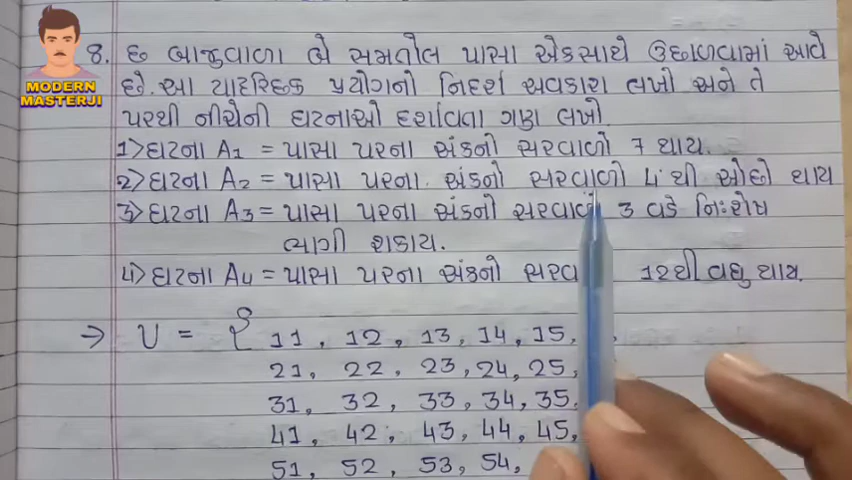 MODERN
MASTERJI
8. છ બાજુવાળા બે સમતોલ પાસા એકસાથે ઉછાળવામાં આવે
છે. આ યાદચ્છિક પ્રયોગનો નિદર્શ અવકાશ લખો અને તે
પરથી નીચેની ઘટનાઓ દર્શાવતા ગણ લખો.
1> ઘટના A1 = પાસા પરના અંકનો સરવાળો 7 થાય.
2> ઘટના A2 = પાસા પરના અંકનો સરવાળો 4 થી ઓછો થાય
3> ઘટના A3 = પાસા પરના અંકનો સરવાળો 3 વડે નિઃશેષ
ભાગી શકાય.
4> ઘટના A4 = પાસા પરના અંકનો સરવા 12થી વધુ થાય.
→ U = { 11, 12, 13, 14, 15,
21, 22, 23, 24, 25,
31, 32, 33, 34, 35,
41, 42, 43, 44, 45,
51, 52, 53, 54,